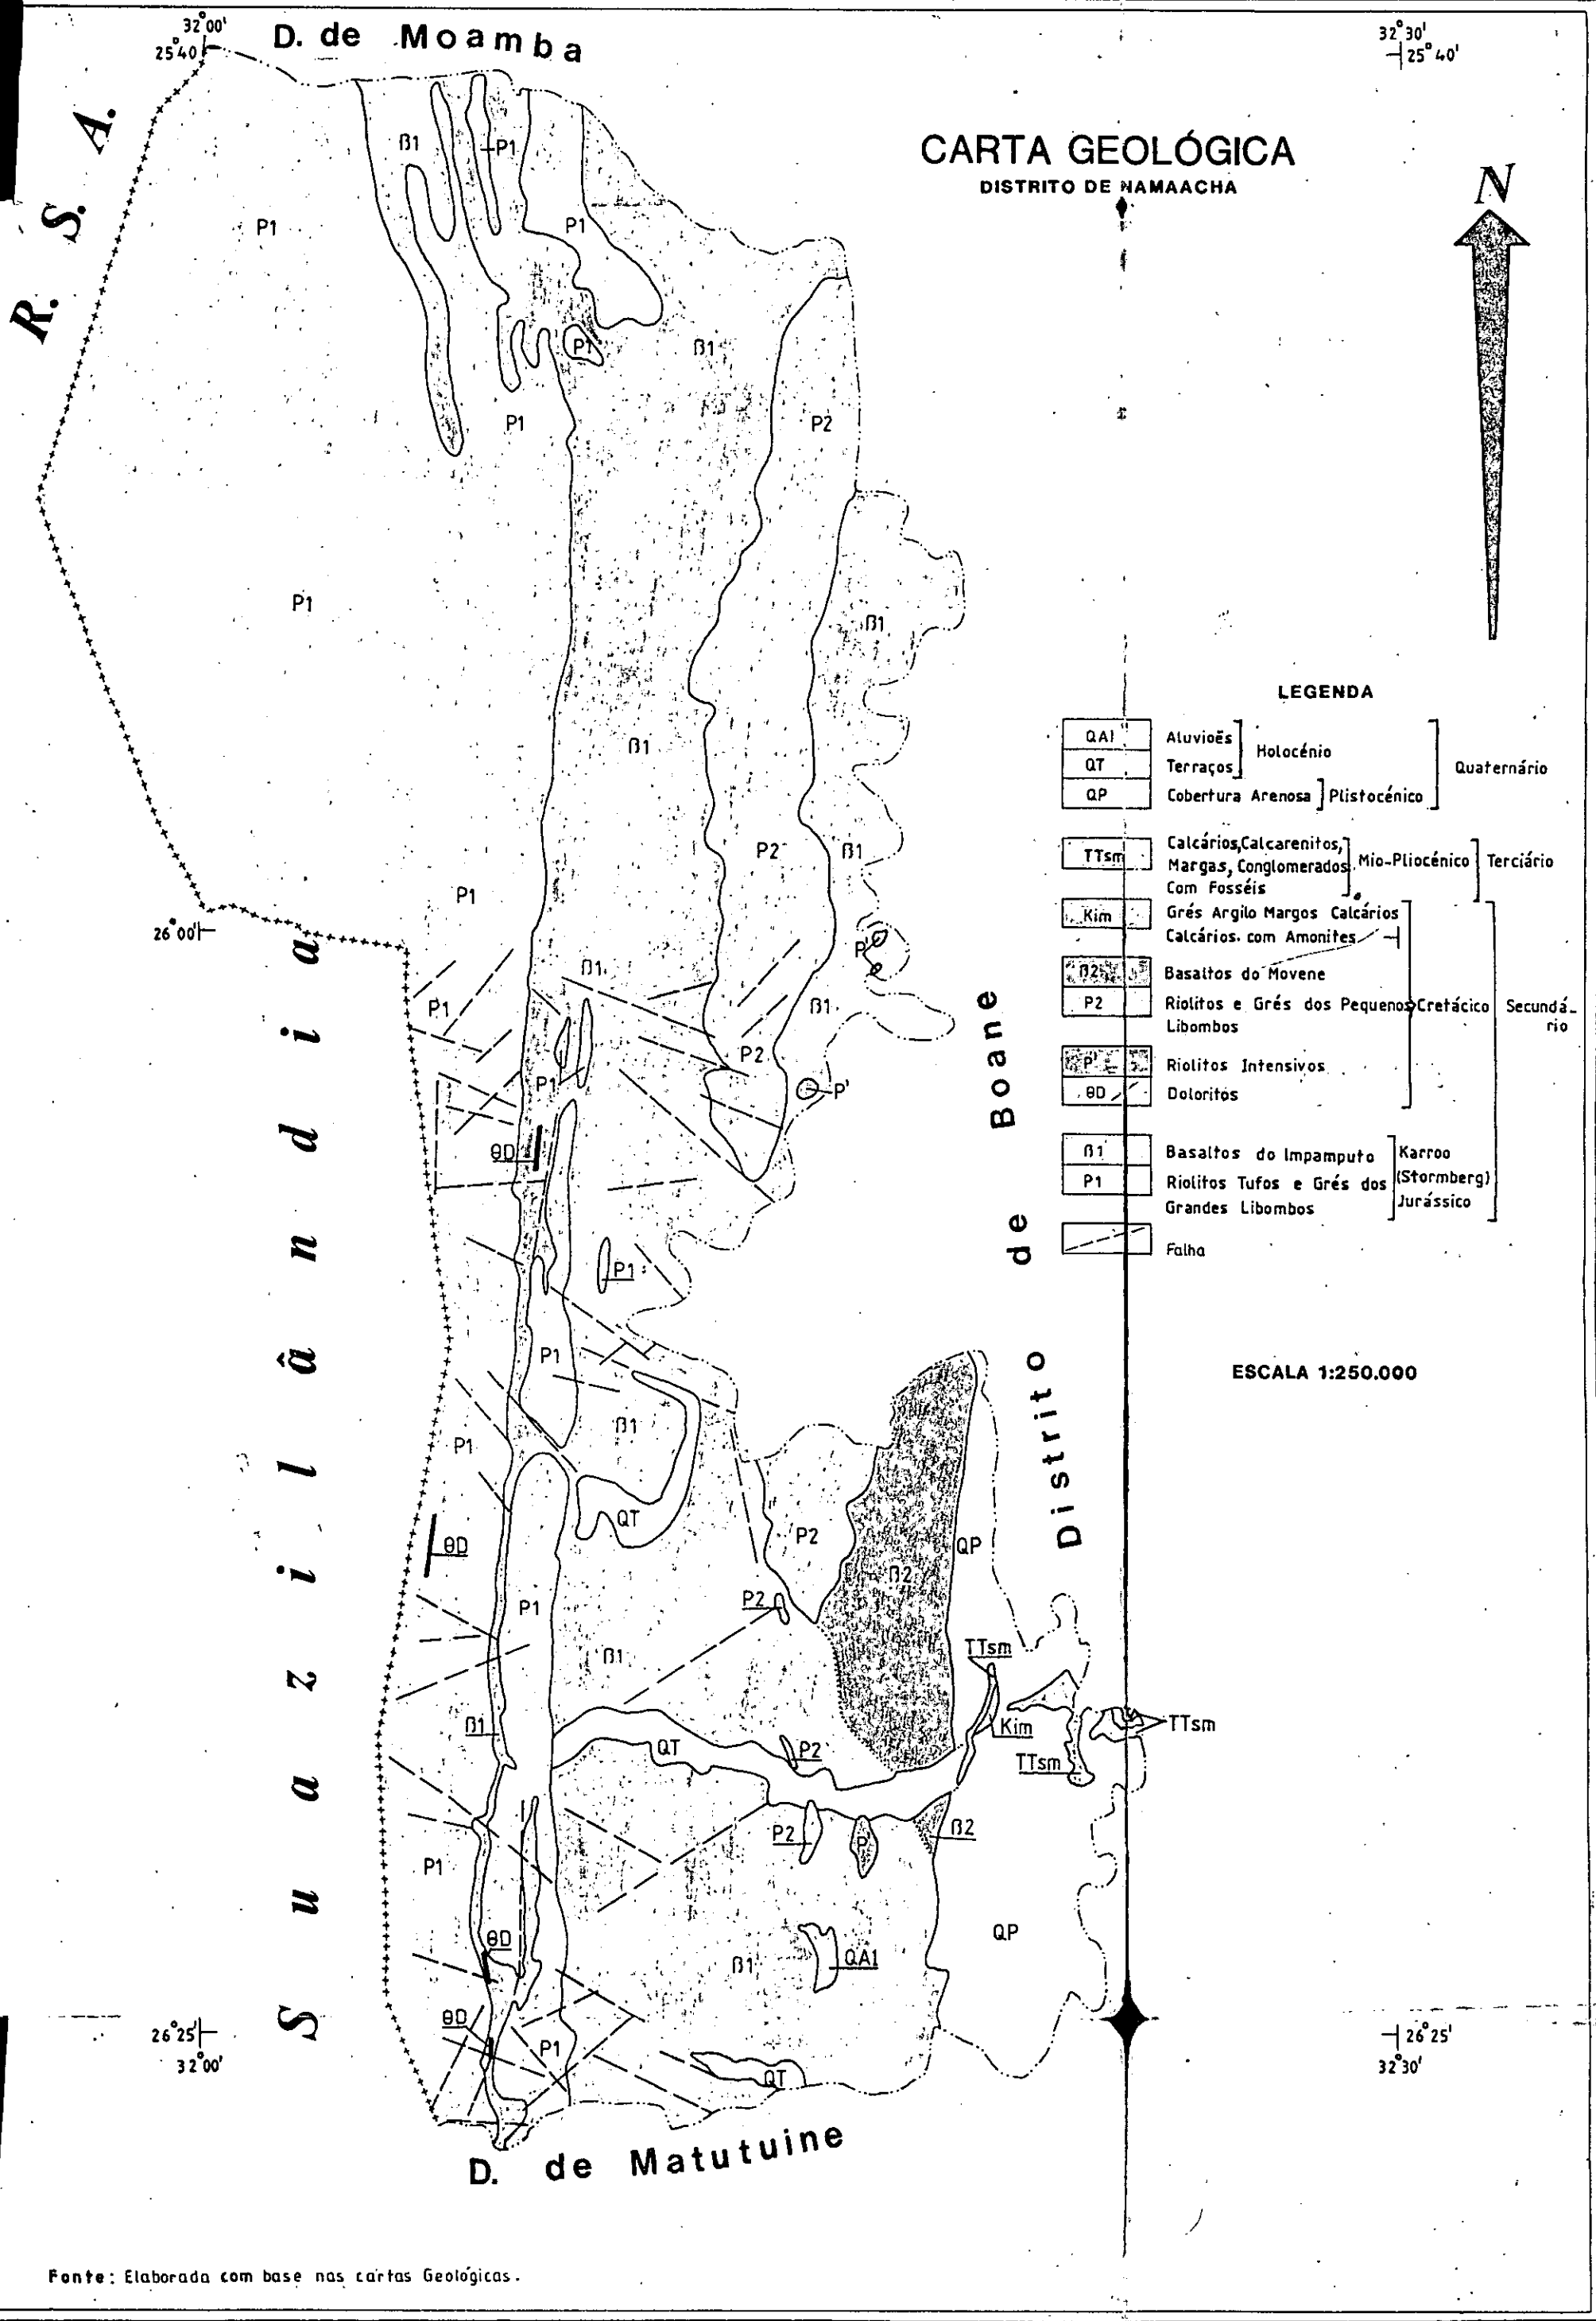 32°00'
25°40'
D. de Moamba
32°30'
25°40'
R. S. A.
CARTA GEOLÓGICA
DISTRITO DE NAMAACHA
N
ß1
P1
P1
P1
P1
ß1
P1
P2
P1
ß1
ß1
P2
ß1
P1
26°00'
P'
ß1
P1
ß1
P2
P1
P'
θD
P1
P1
ß1
P1
QT
P2
QP
θD
ß2
P2
P1
ß1
TTsm
ß1
Kim
TTsm
QT
P2
TTsm
P2
P'
ß2
P1
QP
θD
ß1
QA1
θD
P1
QT
Suazilândia
Distrito de Boane
D. de Matutuine
26°25'
32°00'
26°25'
32°30'
LEGENDA
QA1 Aluvioēs Holocénio Quaternário
QT Terraços
QP Cobertura Arenosa Plistocénico
TTsm Calcários,Calcarenitos,
Margas, Conglomerados Mio-Pliocénico Terciário
Com Fosséis
Kim Grés Argilo Margos Calcários
Calcários com Amonites
ß2 Basaltos do Movene
P2 Riolitos e Grés dos Pequenos Cretácico Secundá-
Libombos rio
P' Riolitos Intensivos
θD Doloritos
ß1 Basaltos do Impamputo Karroo
P1 Riolitos Tufos e Grés dos (Stormberg)
Grandes Libombos Jurássico
Falha
ESCALA 1:250.000
Fonte: Elaborada com base nas cartas Geológicas.